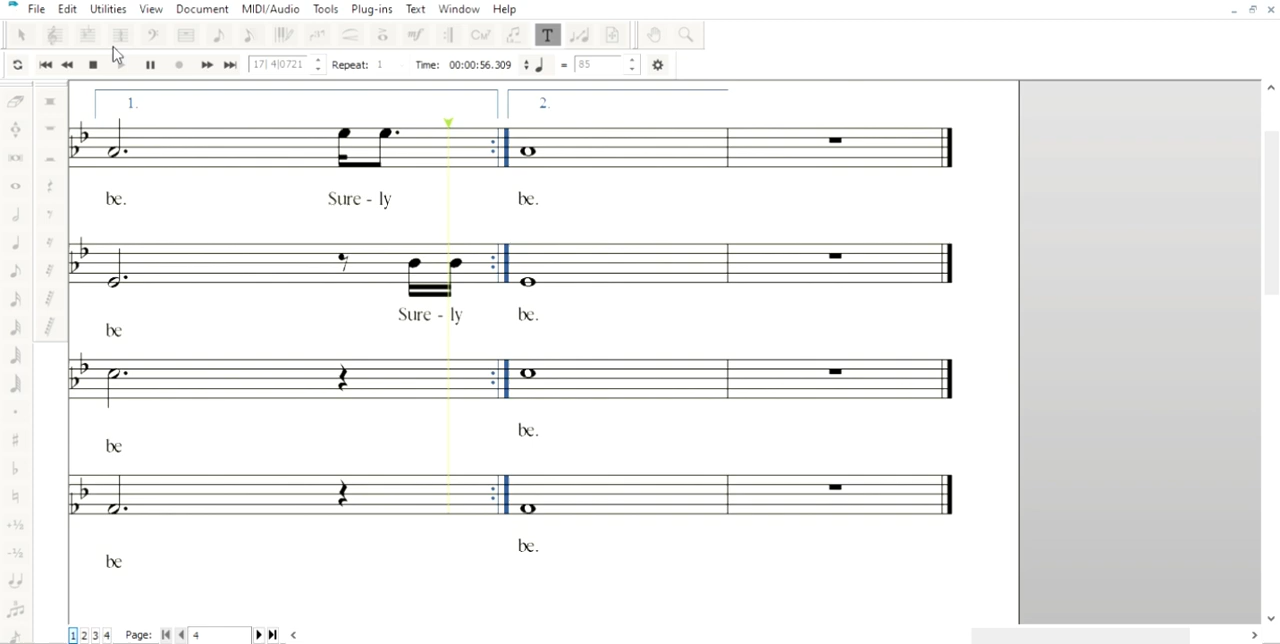 File Edit Utilities View Document MIDI/Audio Tools Plug-ins Text Window Help
T
17| 4|0721 Repeat: 1 Time: 00:00:56.309 = 85
1. 2.
be. Sure - ly be.
Sure - ly be.
be
be.
be
be.
be
1 2 3 4 Page: 4